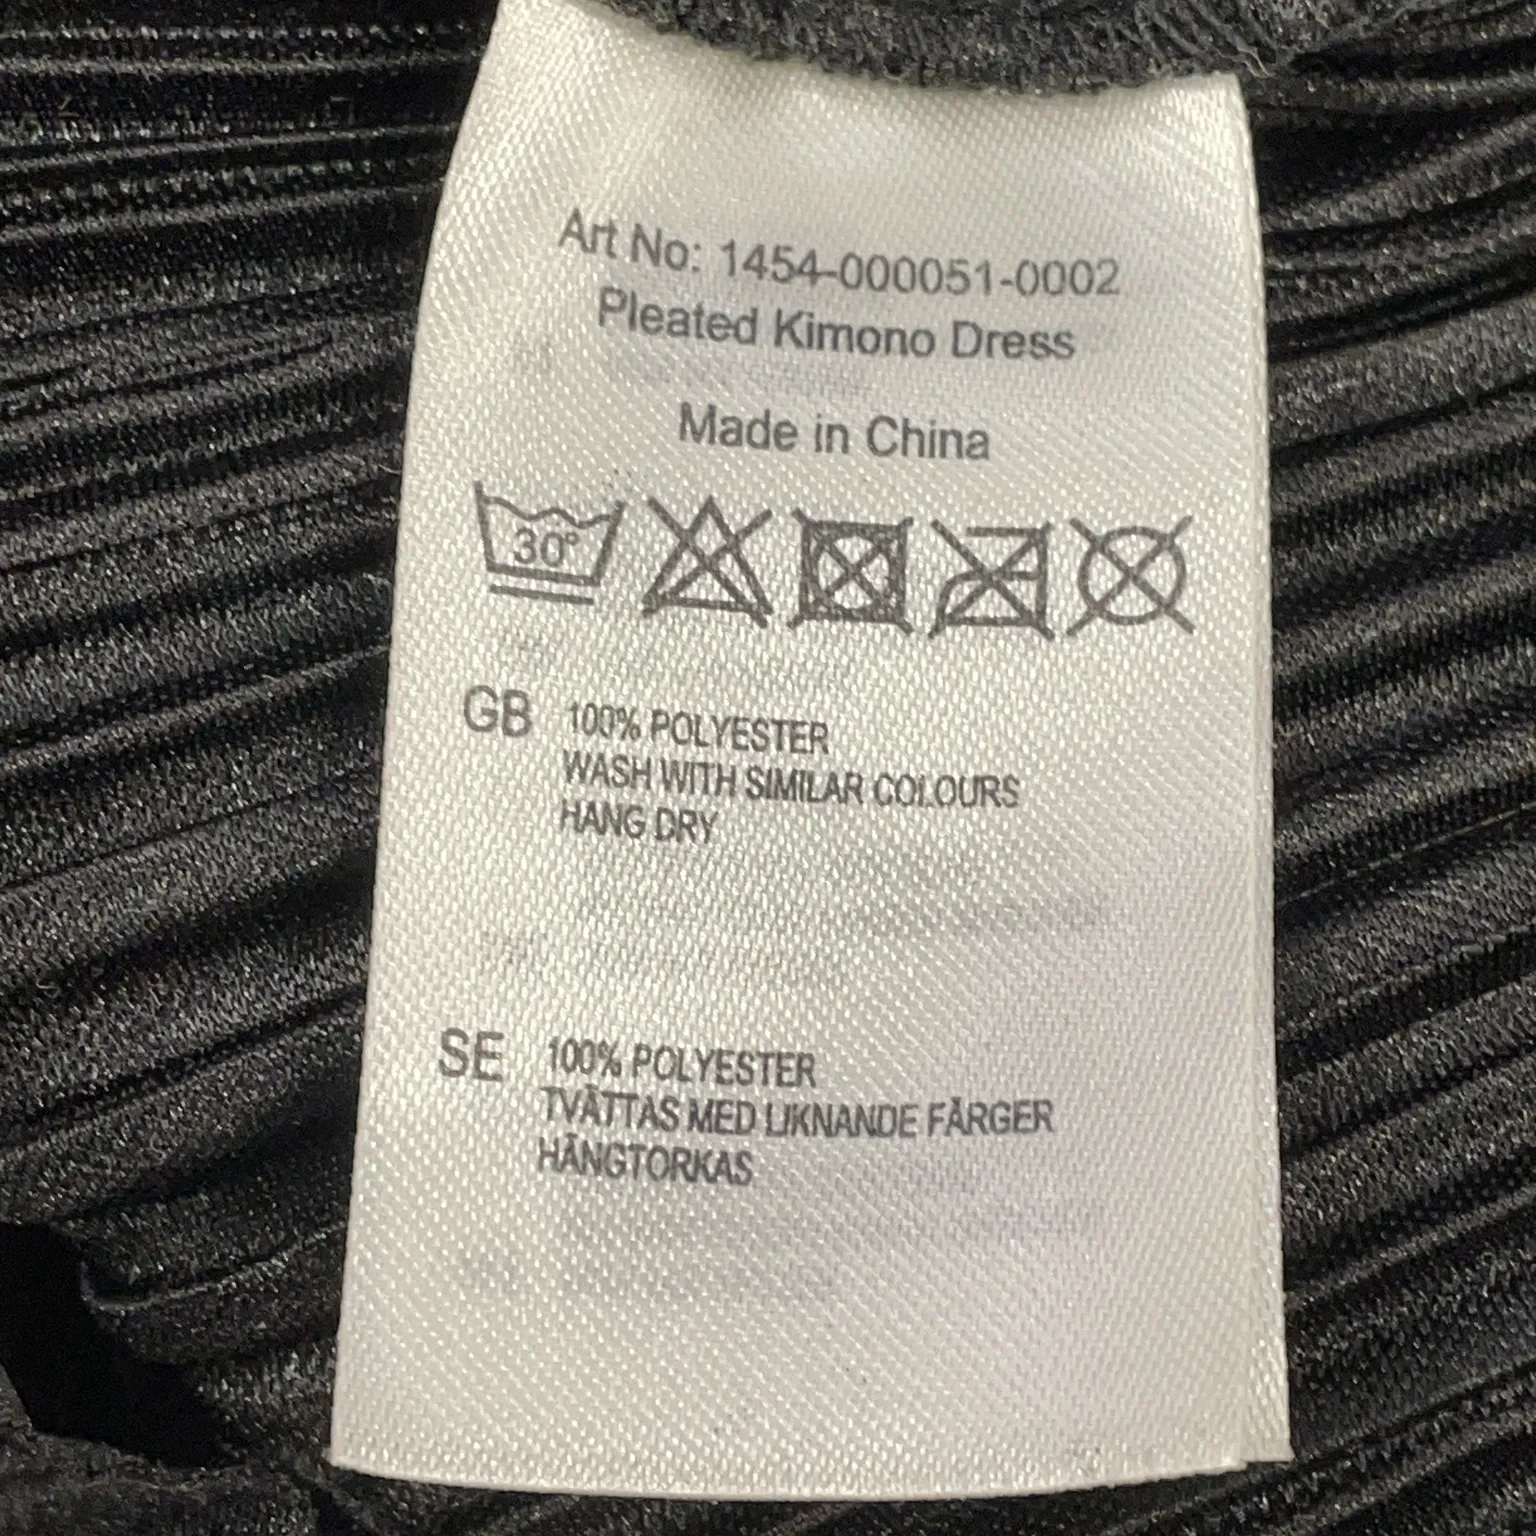 Art No: 1454-000051-0002
Pleated Kimono Dress
Made in China
30°
GB 100% POLYESTER
WASH WITH SIMILAR COLOURS
HANG DRY
SE 100% POLYESTER
TVÄTTAS MED LIKNANDE FÄRGER
HÄNGTORKAS